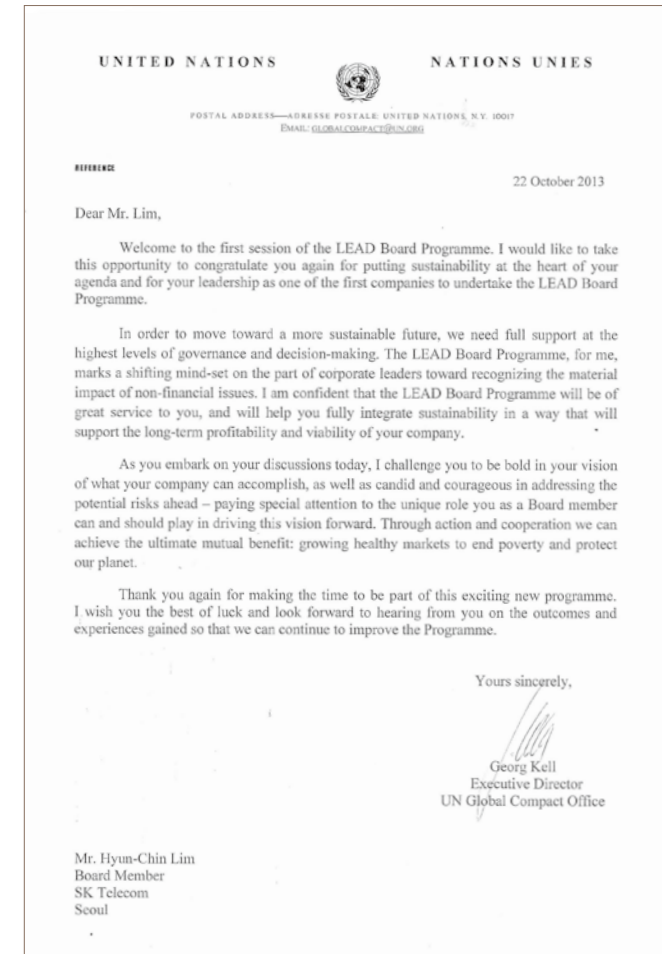 UNITED NATIONS NATIONS UNIES
POSTAL ADDRESS—ADRESSE POSTALE: UNITED NATIONS, N.Y. 10017
EMAIL: GLOBALCOMPACT@UN.ORG
REFERENCE
22 October 2013
Dear Mr. Lim,
Welcome to the first session of the LEAD Board Programme. I would like to take
this opportunity to congratulate you again for putting sustainability at the heart of your
agenda and for your leadership as one of the first companies to undertake the LEAD Board
Programme.
In order to move toward a more sustainable future, we need full support at the
highest levels of governance and decision-making. The LEAD Board Programme, for me,
marks a shifting mind-set on the part of corporate leaders toward recognizing the material
impact of non-financial issues. I am confident that the LEAD Board Programme will be of
great service to you, and will help you fully integrate sustainability in a way that will
support the long-term profitability and viability of your company.
As you embark on your discussions today, I challenge you to be bold in your vision
of what your company can accomplish, as well as candid and courageous in addressing the
potential risks ahead – paying special attention to the unique role you as a Board member
can and should play in driving this vision forward. Through action and cooperation we can
achieve the ultimate mutual benefit: growing healthy markets to end poverty and protect
our planet.
Thank you again for making the time to be part of this exciting new programme.
I wish you the best of luck and look forward to hearing from you on the outcomes and
experiences gained so that we can continue to improve the Programme.
Yours sincerely,
Georg Kell
Executive Director
UN Global Compact Office
Mr. Hyun-Chin Lim
Board Member
SK Telecom
Seoul